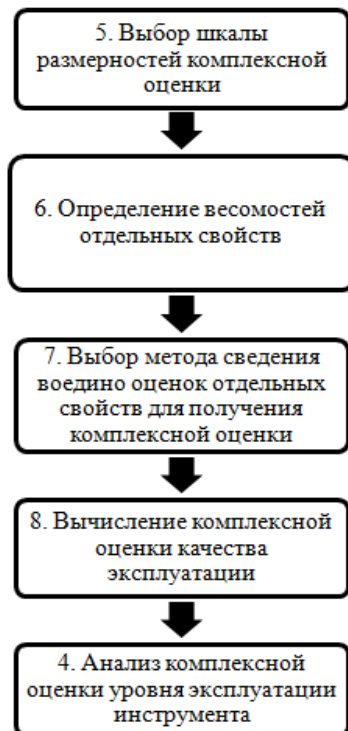 5. Выбор шкалы
размерностей комплексной
оценки
6. Определение весомостей
отдельных свойств
7. Выбор метода сведения
воедино оценок отдельных
свойств для получения
комплексной оценки
8. Вычисление комплексной
оценки качества
эксплуатации
4. Анализ комплексной
оценки уровня эксплуатации
инструмента